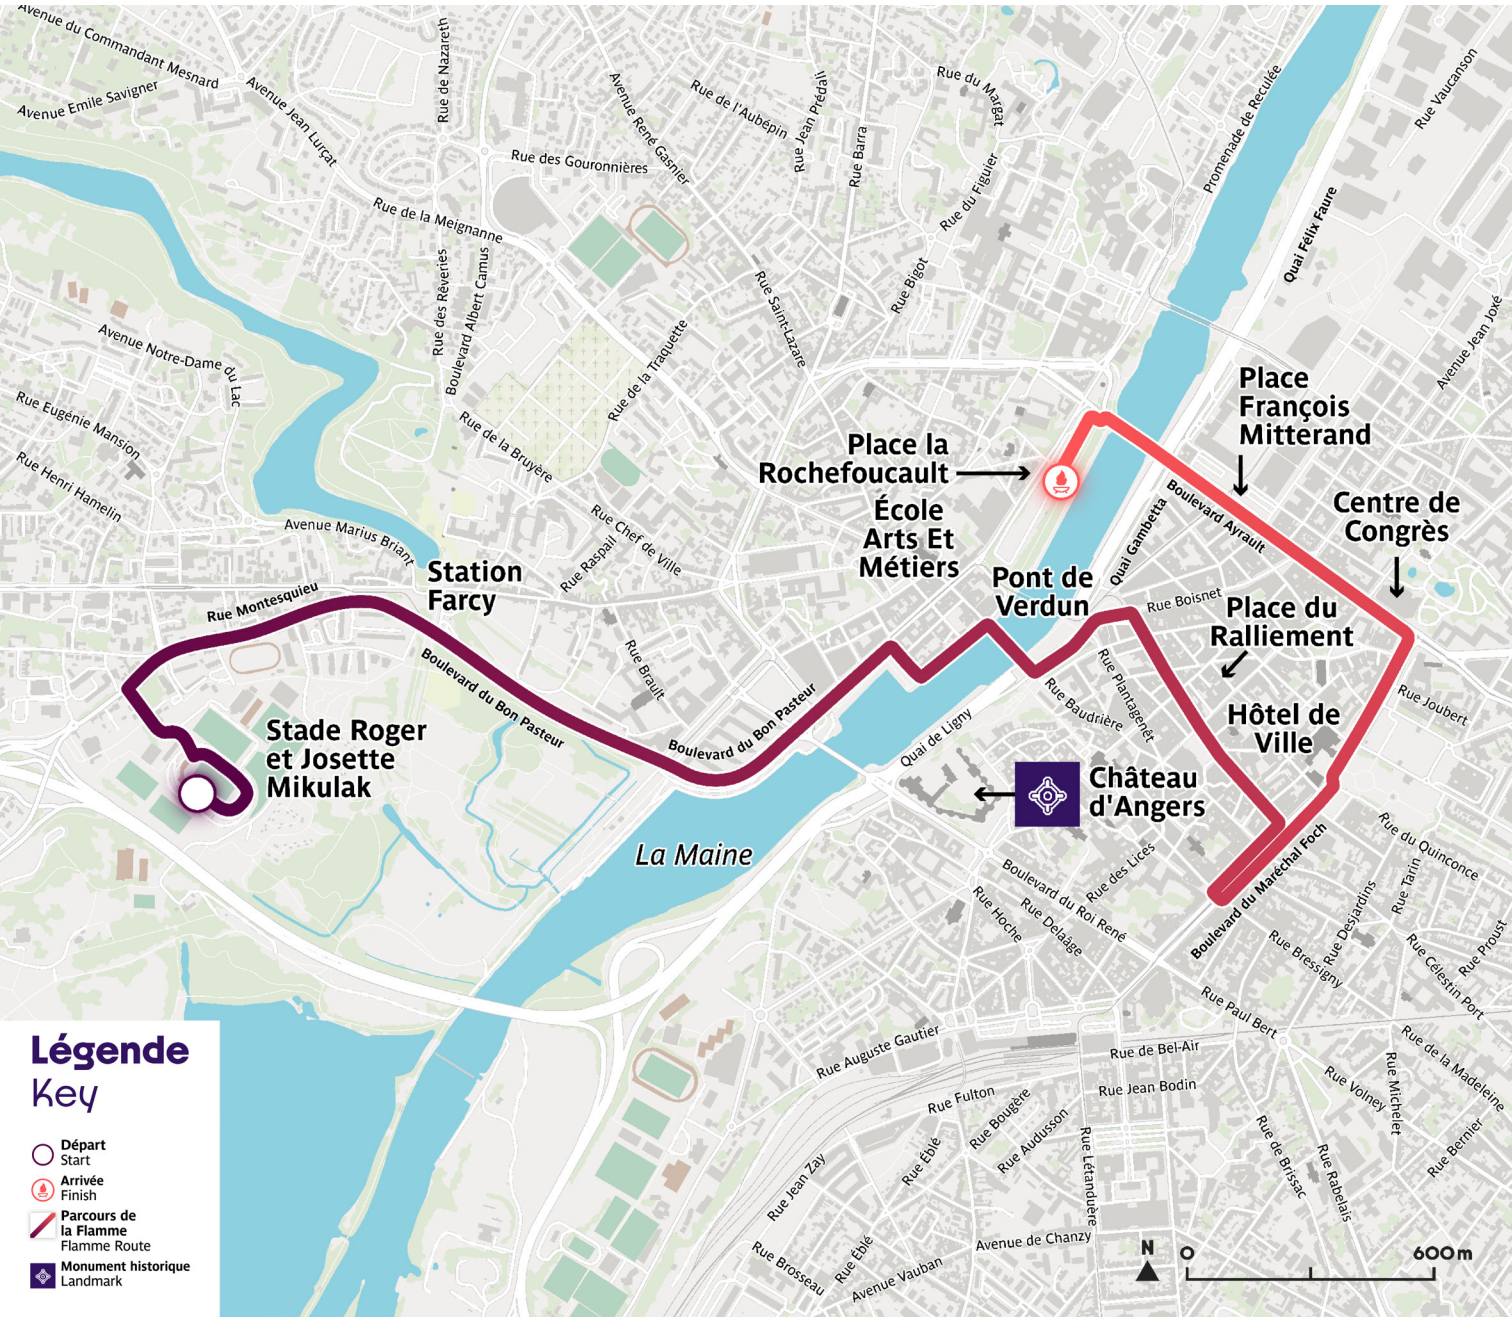 Avenue du Commandant Mesnard
Avenue Emile Savigner
Avenue Jean Lurçat
Rue de Nazareth
Avenue René Gasnier
Rue de l'Aubépin
Rue Jean Prédali
Rue Barra
Rue du Margat
Rue du Figuier
Promenade de Reculée
Rue Vaucanson
Rue des Gouronnières
Rue de la Meignanne
Rue des Rêveries
Boulevard Albert Camus
Rue Saint-Lazare
Rue Bigot
Quai Félix Faure
Avenue Jean Joxé
Avenue Notre-Dame du Lac
Rue Eugénie Mansion
Rue Henri Hamelin
Rue de la Traquette
Rue de la Bruyère
Place
François
Mitterand
Place la
Rochefoucault
École
Arts Et
Métiers
Boulevard Ayrault
Centre de
Congrès
Avenue Marius Briant
Rue Chef de Ville
Rue Raspail
Quai Gambetta
Pont de
Verdun
Rue Boisnet
Place du
Ralliement
Station
Farcy
Rue Montesquieu
Boulevard du Bon Pasteur
Rue Brault
Boulevard du Bon Pasteur
Rue Plantagenêt
Rue Baudrière
Rue Joubert
Quai de Ligny
Hôtel de
Ville
Stade Roger
et Josette
Mikulak
Château
d'Angers
La Maine
Boulevard du Maréchal Foch
Rue du Quinconce
Rue Tarin
Rue des Lices
Boulevard du Roi René
Rue Hoche
Rue Delaâge
Rue Desjardins
Rue Bressigny
Rue Célestin Port
Rue Proust
Rue Paul Bert
Rue Auguste Gautier
Rue de Bel-Air
Rue Jean Bodin
Rue de la Madeleine
Rue Volney
Rue Michelet
Rue Fulton
Rue Bougère
Rue Audusson
Rue Éblé
Rue Létanduère
Rue de Brissac
Rue Rabelais
Rue Bernier
Rue Jean Zay
Avenue de Chanzy
Rue Éblé
Rue Brosseau
Avenue Vauban
Légende
Key
Départ
Start
Arrivée
Finish
Parcours de
la Flamme
Flamme Route
Monument historique
Landmark
N
0
600m